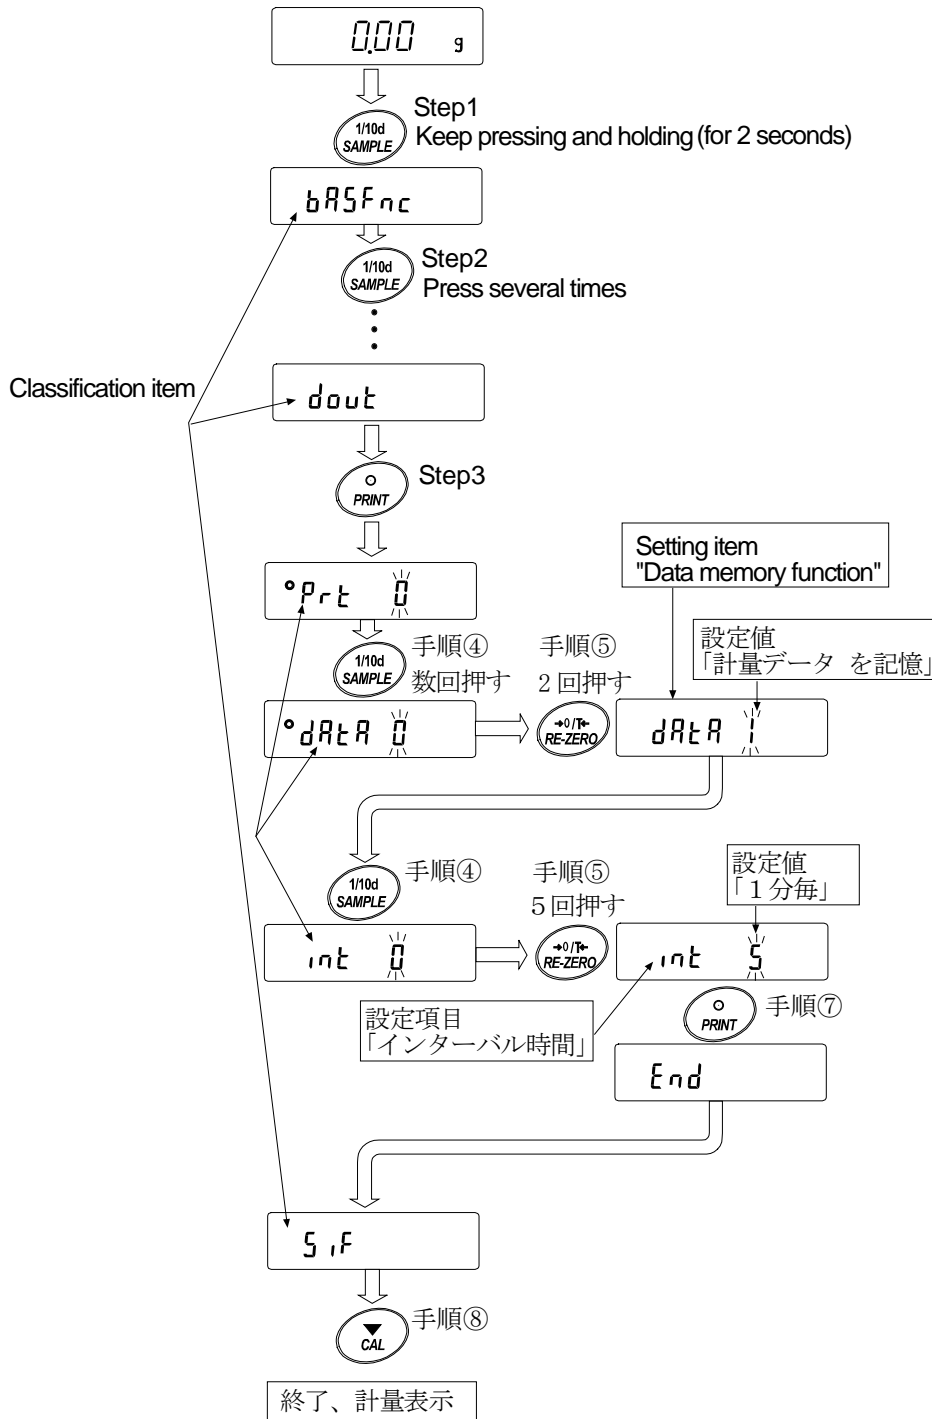 0.00 g
Step1
1/10d
SAMPLE
Keep pressing and holding (for 2 seconds)
bASFnc
Step2
1/10d
SAMPLE
Press several times
Classification item
dout
Step3
PRINT
Setting item
"Data memory function"
Prt 0
手順④
1/10d
SAMPLE
数回押す
手順⑤
2回押す
設定値
「計量データ を記憶」
dAtA 0
→0/T←
RE-ZERO
dAtA 1
手順④
1/10d
SAMPLE
手順⑤
5回押す
設定値
「1分毎」
int 0
→0/T←
RE-ZERO
int 5
設定項目
「インターバル時間」
PRINT
手順⑦
End
SiF
手順⑧
CAL
終了、計量表示